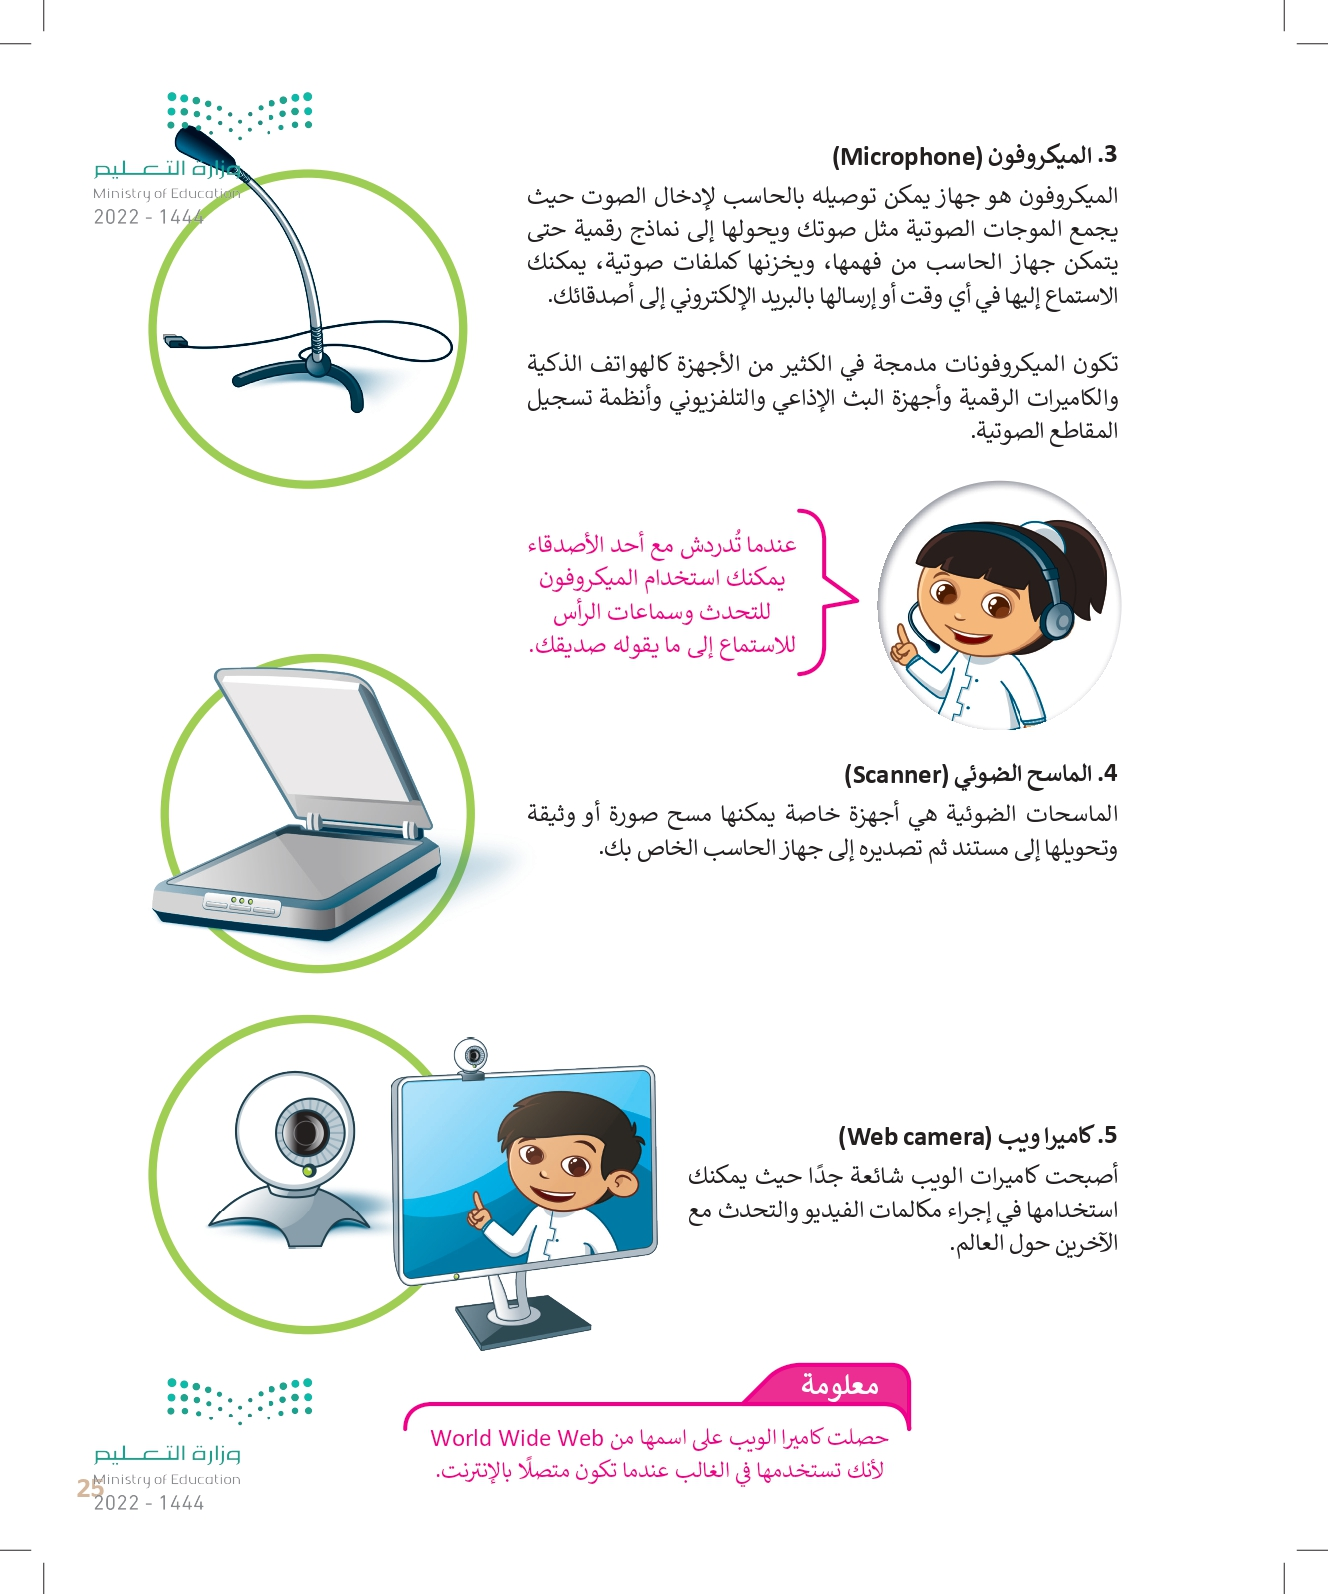 وزارة التعليم
Ministry of Education
2022 - 1444
3. الميكروفون (Microphone)
الميكروفون هو جهاز يمكن توصيله بالحاسب لإدخال الصوت حيث
يجمع الموجات الصوتية مثل صوتك ويحولها إلى نماذج رقمية حتى
يتمكن جهاز الحاسب من فهمها، ويخزنها كملفات صوتية، يمكنك
الاستماع إليها في أي وقت أو إرسالها بالبريد الإلكتروني إلى أصدقائك.
تكون الميكروفونات مدمجة في الكثير من الأجهزة كالهواتف الذكية
والكاميرات الرقمية وأجهزة البث الإذاعي والتلفزيوني وأنظمة تسجيل
المقاطع الصوتية.
عندما تُدردش مع أحد الأصدقاء
يمكنك استخدام الميكروفون
للتحدث وسماعات الرأس
للاستماع إلى ما يقوله صديقك.
4. الماسح الضوئي (Scanner)
الماسحات الضوئية هي أجهزة خاصة يمكنها مسح صورة أو وثيقة
وتحويلها إلى مستند ثم تصديره إلى جهاز الحاسب الخاص بك.
5. كاميرا ويب (Web camera)
أصبحت كاميرات الويب شائعة جدًا حيث يمكنك
استخدامها في إجراء مكالمات الفيديو والتحدث مع
الآخرين حول العالم.
معلومة
حصلت كاميرا الويب على اسمها من World Wide Web
لأنك تستخدمها في الغالب عندما تكون متصلًا بالإنترنت.
وزارة التعليم
Ministry of Education
25
2022 - 1444